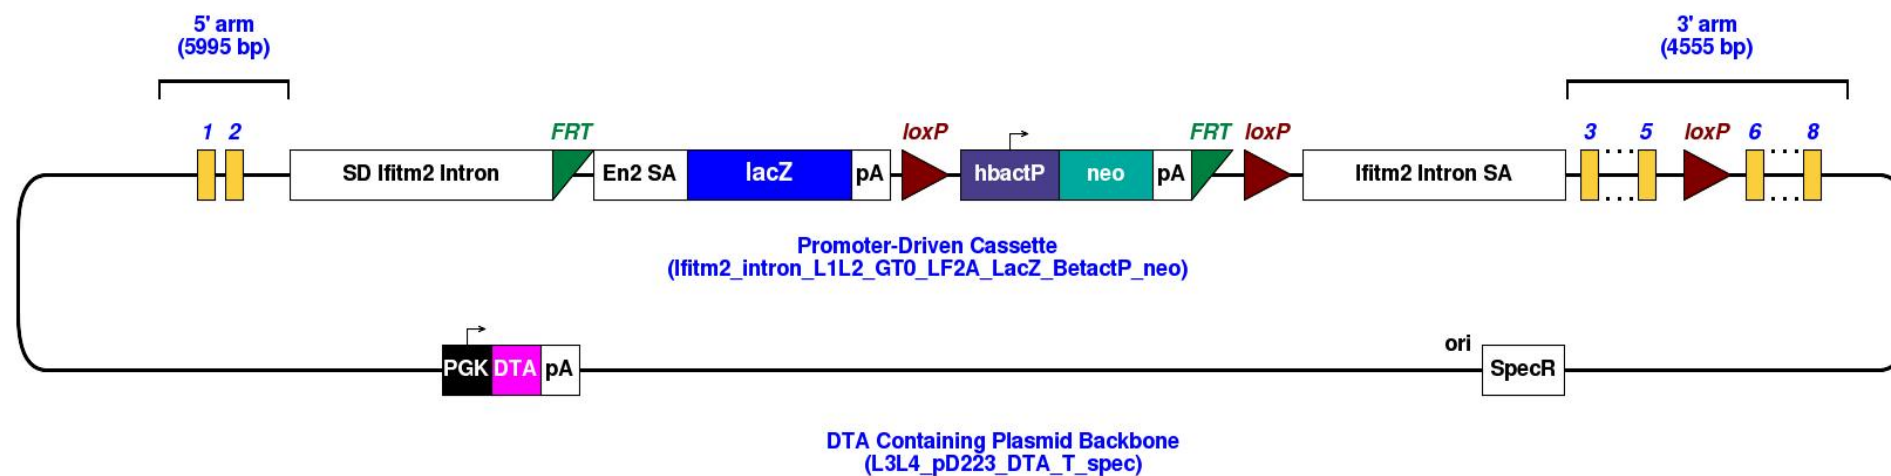 5' arm
(5995 bp)
3' arm
(4555 bp)
1 2 FRT loxP FRT loxP 3 5 loxP 6 8
SD Ifitm2 Intron En2 SA lacZ pA hbactP neo pA Ifitm2 Intron SA
Promoter-Driven Cassette
(Ifitm2_intron_L1L2_GT0_LF2A_LacZ_BetactP_neo)
PGK DTA pA ori SpecR
DTA Containing Plasmid Backbone
(L3L4_pD223_DTA_T_spec)